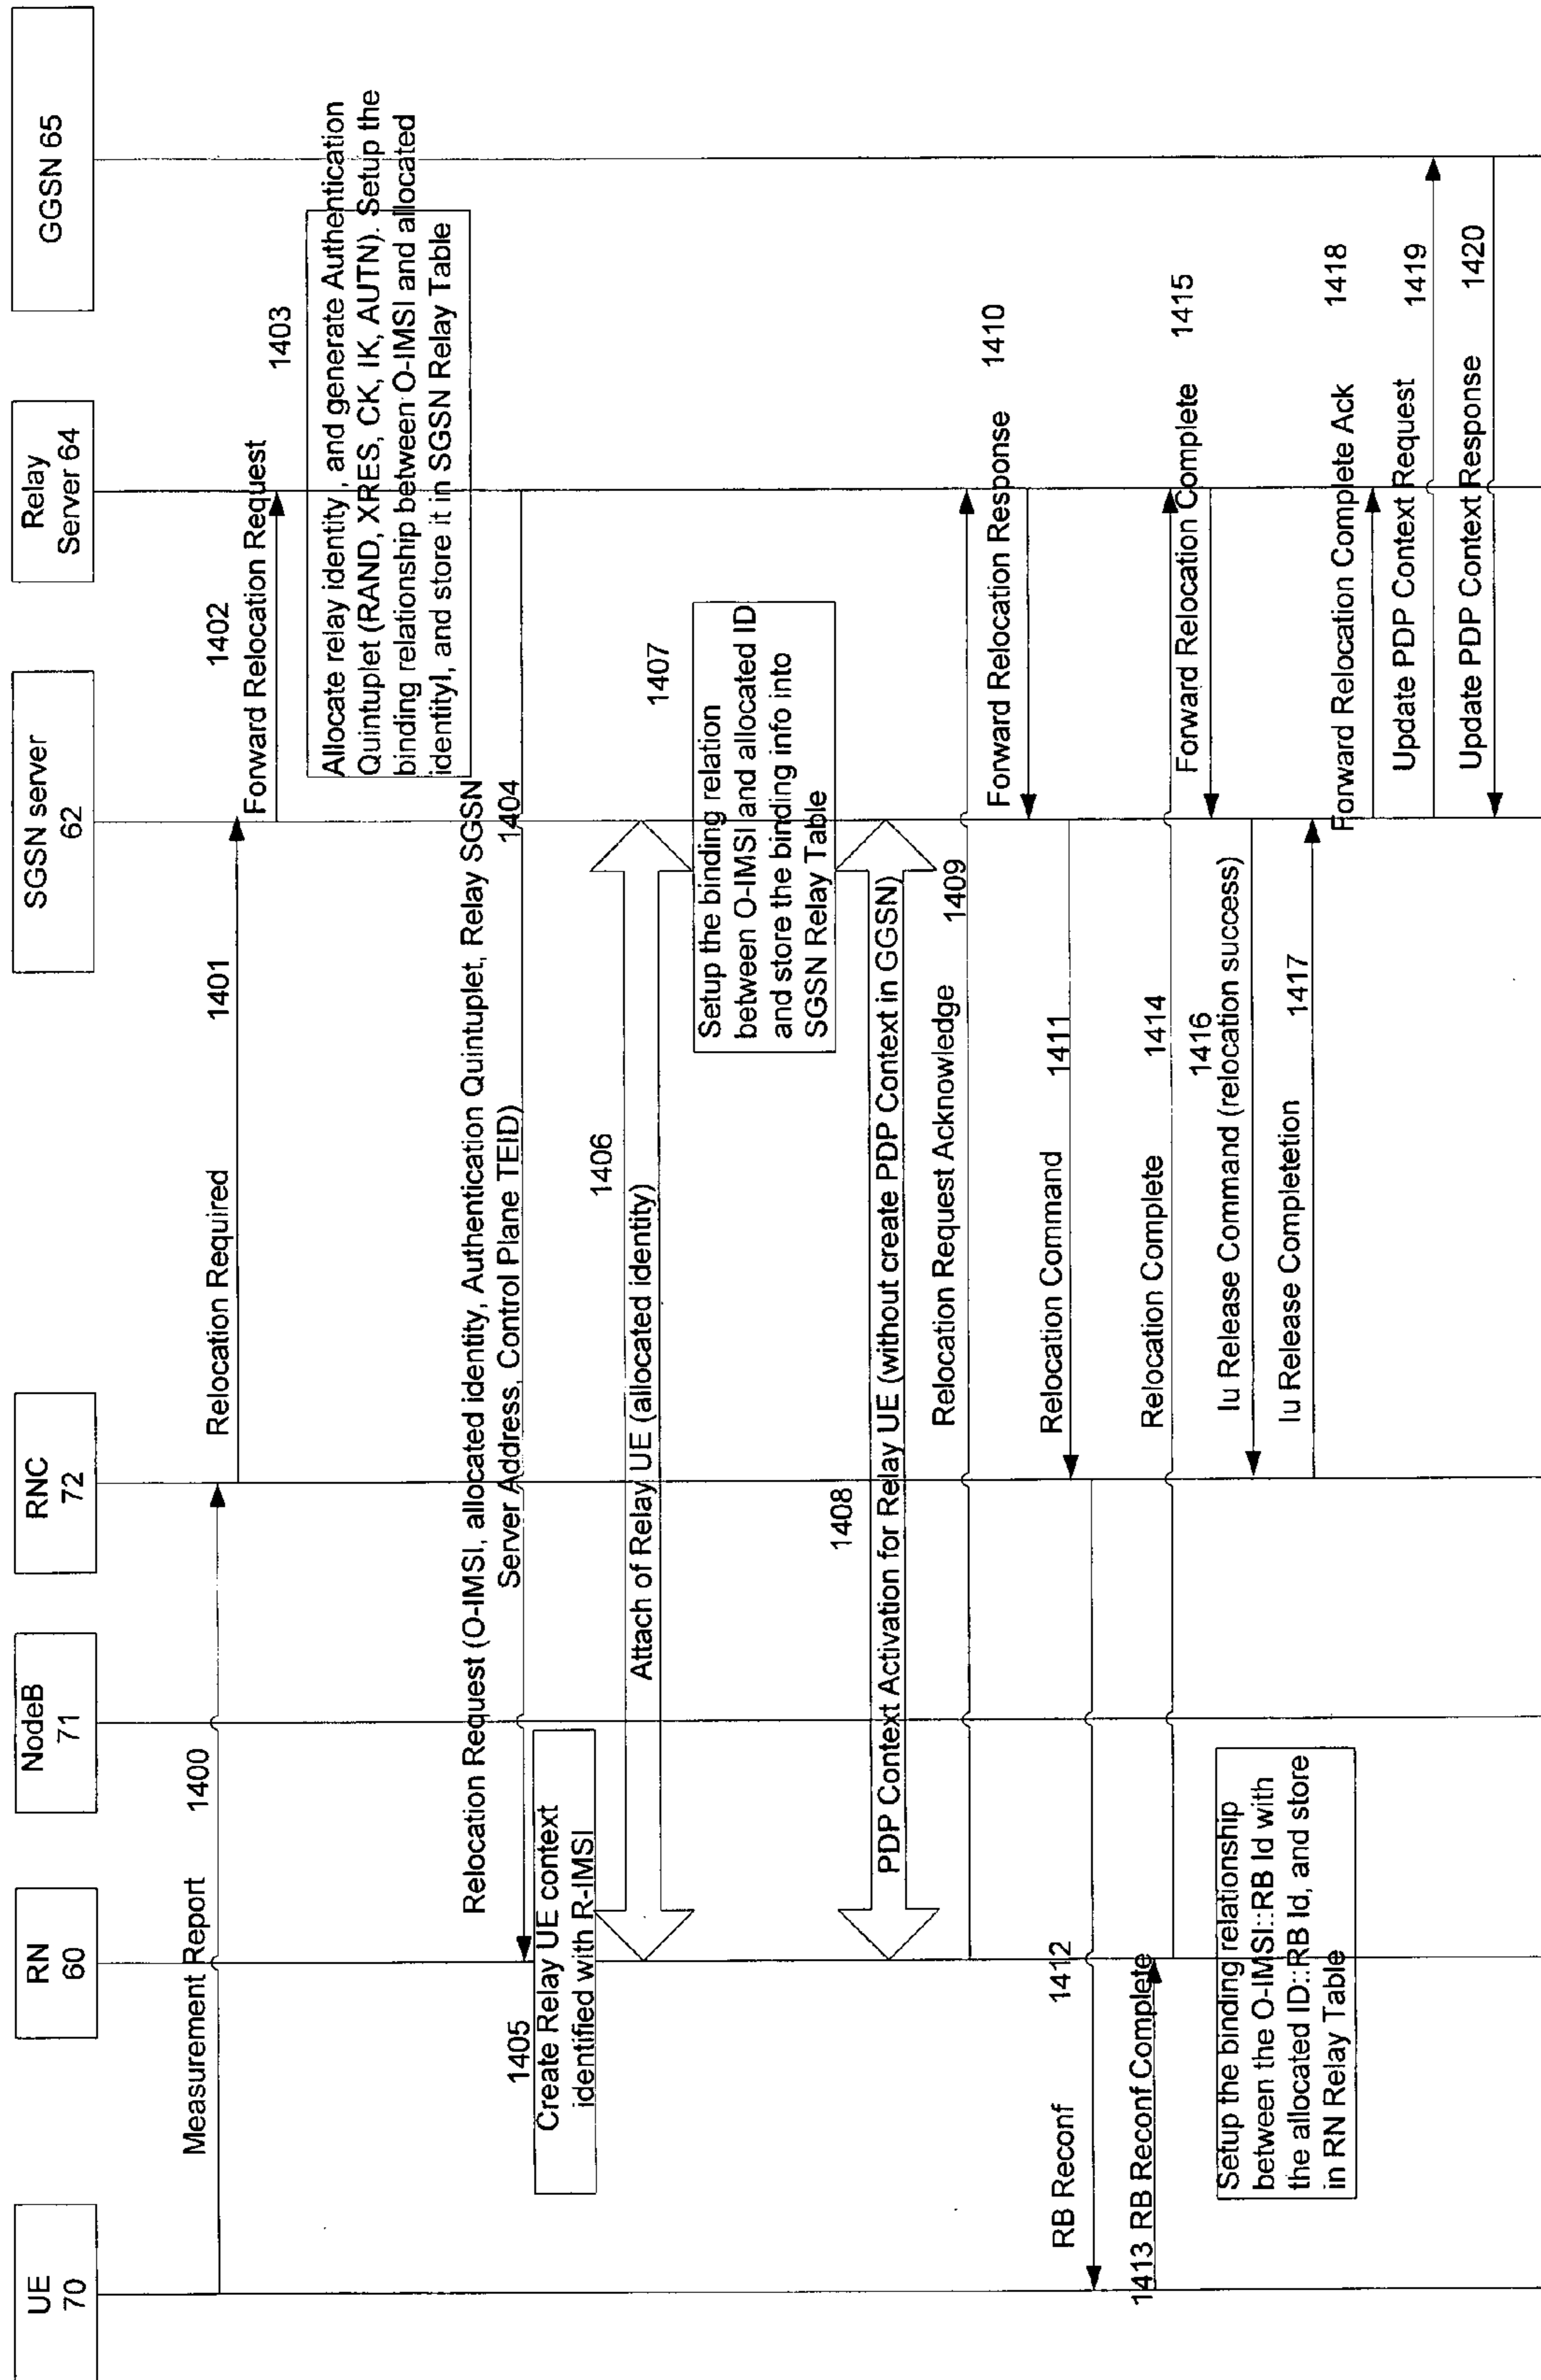 UE
70
RN
60
NodeB
71
RNC
72
SGSN server
62
Relay
Server 64
GGSN 65
Measurement Report
1400
Relocation Required
1401
1402
Forward Relocation Request
1403
Allocate relay identity, and generate Authentication
Quintuplet (RAND, XRES, CK, IK, AUTN). Setup the
binding relationship between O-IMSI and allocated
identityl, and store it in SGSN Relay Table
Relocation Request (O-IMSI, allocated identity, Authentication Quintuplet, Relay SGSN
Server Address, Control Plane TEID)
1404
1405
Create Relay UE context
identified with R-IMSI
1406
Attach of Relay UE (allocated identity)
1407
Setup the binding relation
between O-IMSI and allocated ID
and store the binding info into
SGSN Relay Table
1408
PDP Context Activation for Relay UE (without create PDP Context in GGSN)
Relocation Request Acknowledge
1409
Forward Relocation Response
1410
Relocation Command
1411
RB Reconf
1412
1413 RB Reconf Complete
Relocation Complete
1414
Forward Relocation Complete
1415
1416
Iu Release Command (relocation success)
Setup the binding relationship
between the O-IMSI::RB Id with
the allocated ID::RB Id, and store
in RN Relay Table
Iu Release Completetion
1417
Forward Relocation Complete Ack
1418
Update PDP Context Request
1419
Update PDP Context Response
1420